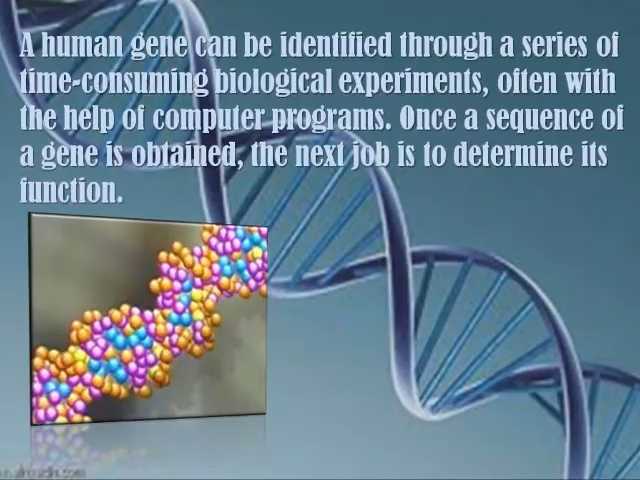 A human gene can be identified through a series of
time-consuming biological experiments, often with
the help of computer programs. Once a sequence of
a gene is obtained, the next job is to determine its
function.